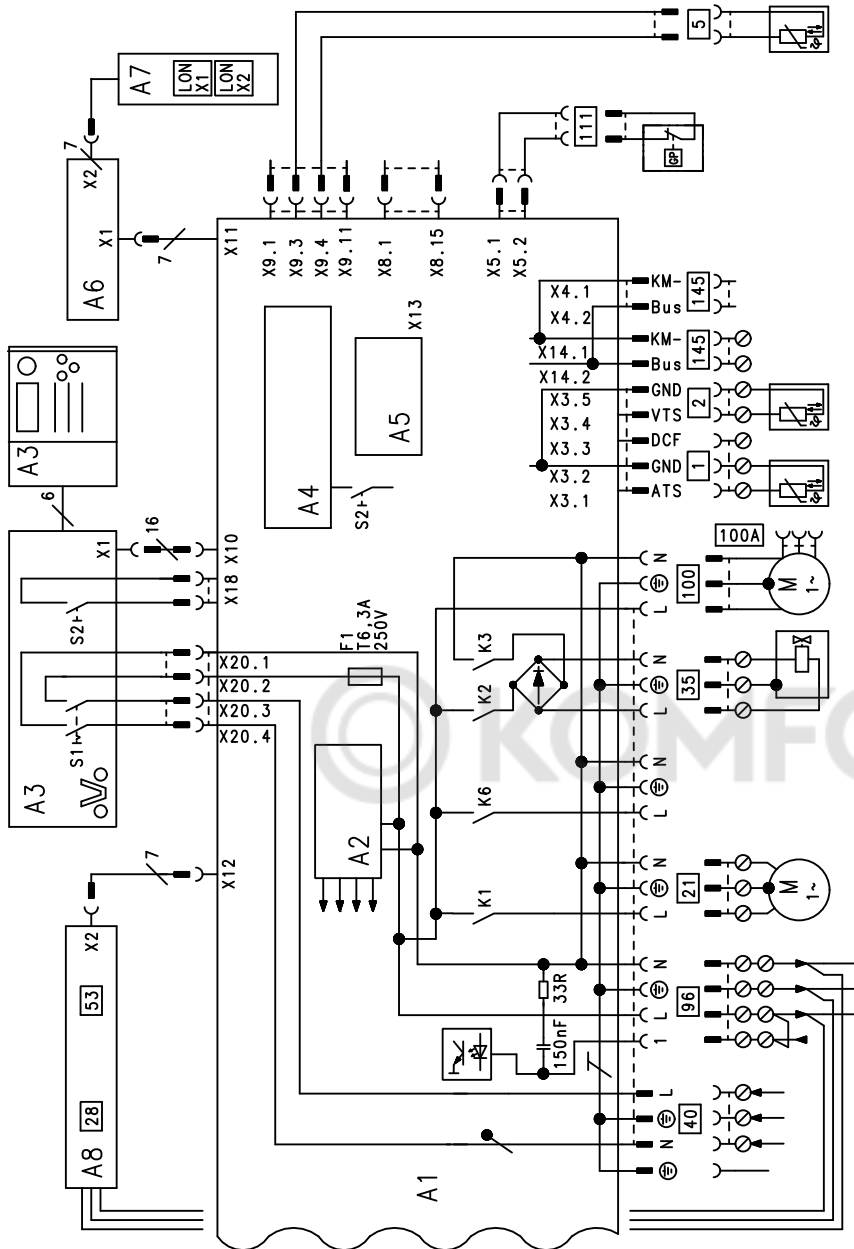 A7
LON
X1
LON
X2
5
7
X2
A6
X1
7
X11
X9.1
X9.3
X9.4
X9.11
X8.1
X8.15
X5.1
X5.2
111
GP
A3
6
A3
X1
16
X10
X18
S2
S1
X20.1
X20.2
X20.3
X20.4
F1
T6,3A
250V
A4
S2
A5
X13
A2
X4.1
X4.2
X14.1
X14.2
X3.5
X3.4
X3.3
X3.2
X3.1
KM-
Bus
145
KM-
Bus
145
GND
VTS
2
DCF
GND
ATS
1
K3
K2
K6
K1
N
L
100
100A
M
1~
N
L
35
N
L
N
L
21
M
1~
N
L
1
96
33R
150nF
L
N
40
A1
A8
28
53
X2
7
X12
KOMFO